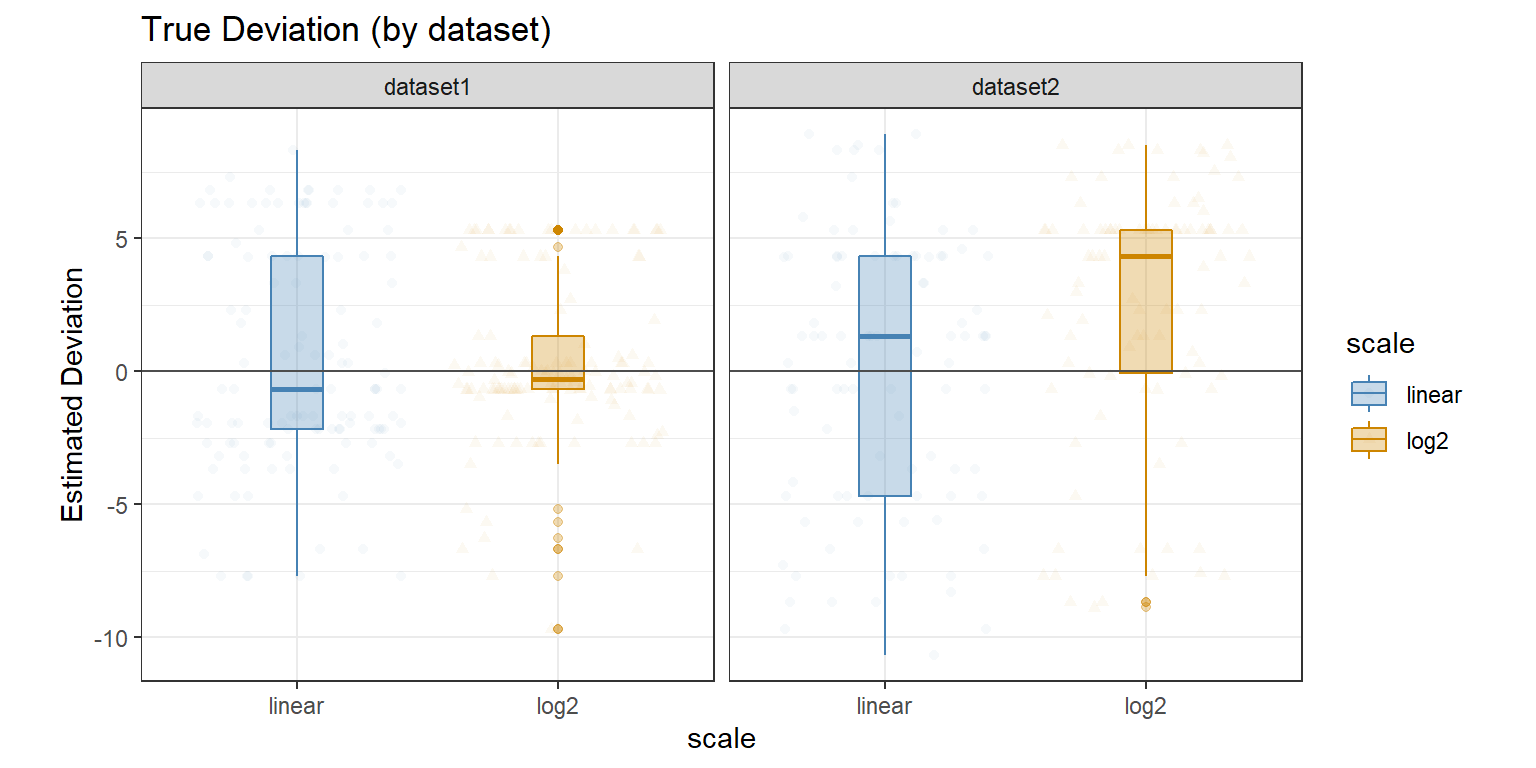 True Deviation (by dataset)
dataset1
dataset2
Estimated Deviation
5
0
-5
-10
linear
log2
linear
log2
scale
scale
linear
log2